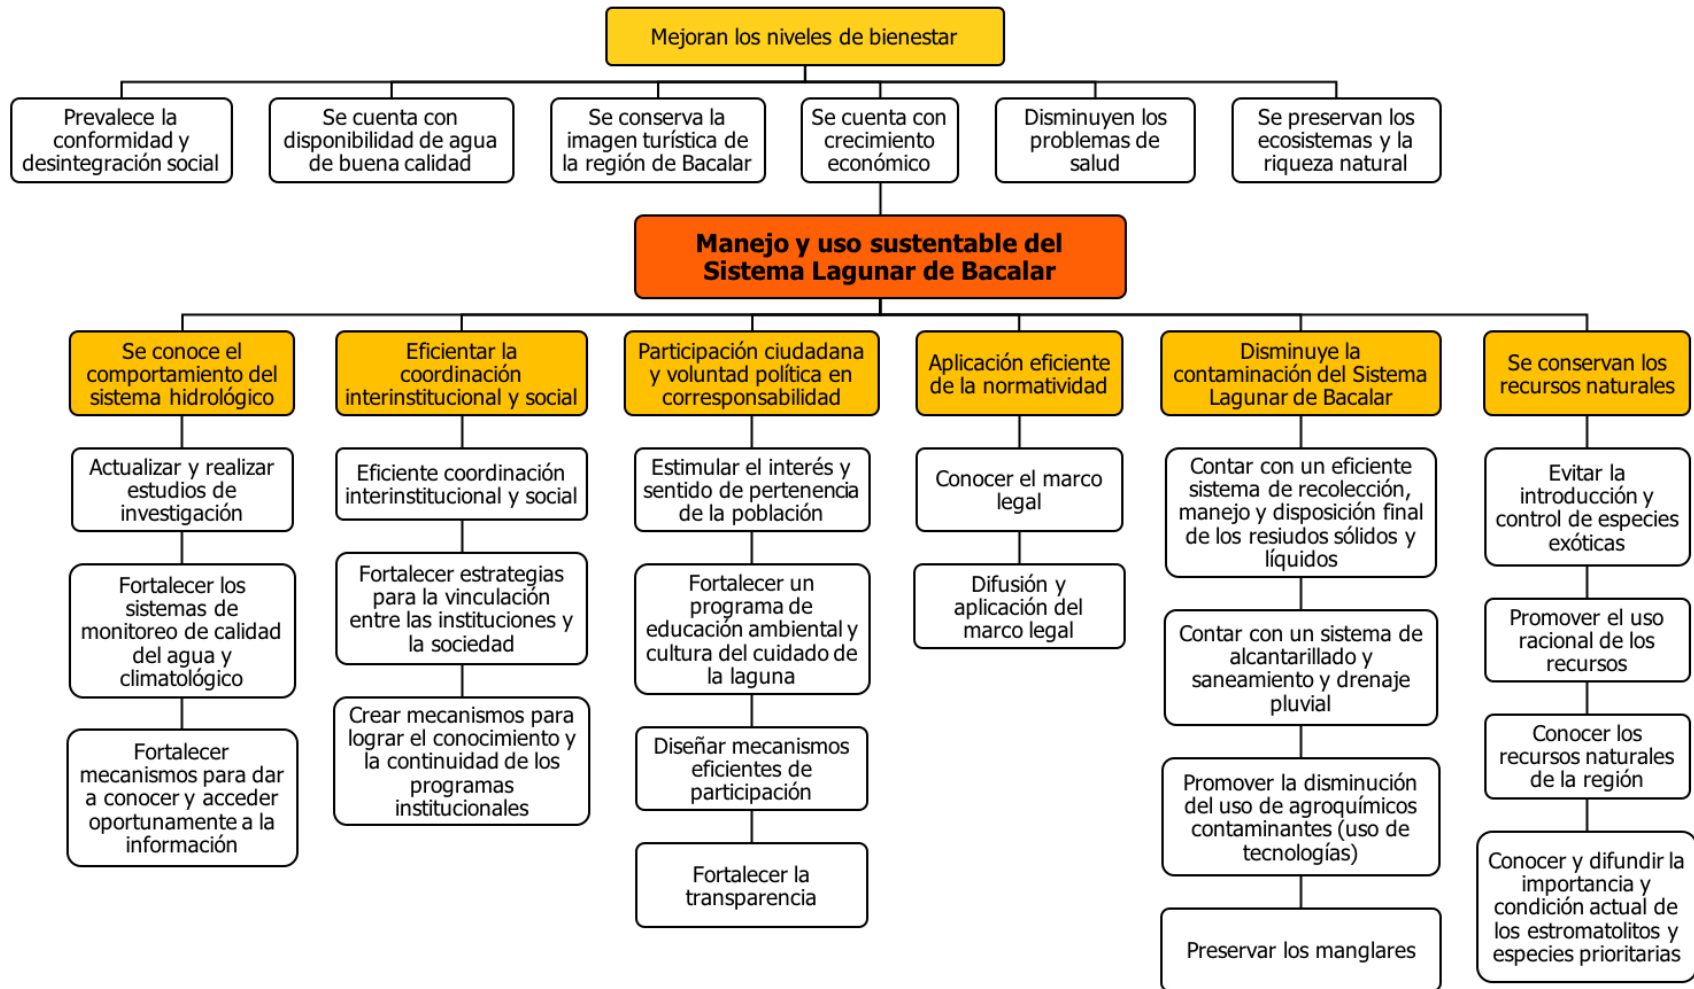 Mejoran los niveles de bienestar
Prevalece la
conformidad y
desintegración social
Se cuenta con
disponibilidad de agua
de buena calidad
Se conserva la
imagen turística de
la región de Bacalar
Se cuenta con
crecimiento
económico
Disminuyen los
problemas de
salud
Se preservan los
ecosistemas y la
riqueza natural
Manejo y uso sustentable del
Sistema Lagunar de Bacalar
Se conoce el
comportamiento del
sistema hidrológico
Actualizar y realizar
estudios de
investigación
Fortalecer los
sistemas de
monitoreo de calidad
del agua y
climatológico
Fortalecer
mecanismos para dar
a conocer y acceder
oportunamente a la
información
Eficientar la
coordinación
interinstitucional y social
Eficiente coordinación
interinstitucional y social
Fortalecer estrategias
para la vinculación
entre las instituciones y
la sociedad
Crear mecanismos para
lograr el conocimiento y
la continuidad de los
programas
institucionales
Participación ciudadana
y voluntad política en
corresponsabilidad
Estimular el interés y
sentido de pertenencia
de la población
Fortalecer un
programa de
educación ambiental y
cultura del cuidado de
la laguna
Diseñar mecanismos
eficientes de
participación
Fortalecer la
transparencia
Aplicación eficiente
de la normatividad
Conocer el marco
legal
Difusión y
aplicación del
marco legal
Disminuye la
contaminación del Sistema
Lagunar de Bacalar
Contar con un eficiente
sistema de recolección,
manejo y disposición final
de los resiudos sólidos y
líquidos
Contar con un sistema de
alcantarillado y
saneamiento y drenaje
pluvial
Promover la disminución
del uso de agroquímicos
contaminantes (uso de
tecnologías)
Preservar los manglares
Se conservan los
recursos naturales
Evitar la
introducción y
control de especies
exóticas
Promover el uso
racional de los
recursos
Conocer los
recursos naturales
de la región
Conocer y difundir la
importancia y
condición actual de
los estromatolitos y
especies prioritarias